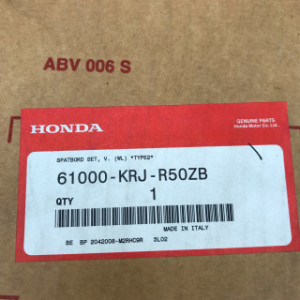 ABV 006 S
HONDA
GENUINE PARTS
Honda Motor Co., Ltd.
SPATBORD SET, V. (WL) *TYPE2*
61000-KRJ-R50ZB
QTY 1
MADE IN ITALY
BE BP 2042008-M2RHC9R 3L02